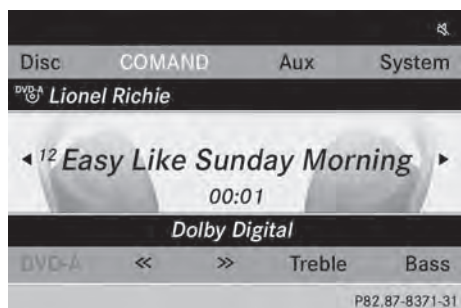 Disc COMAND Aux System
DVD-A Lionel Richie
12 Easy Like Sunday Morning
00:01
Dolby Digital
DVD-A << >> Treble Bass
P82.87-8371-31